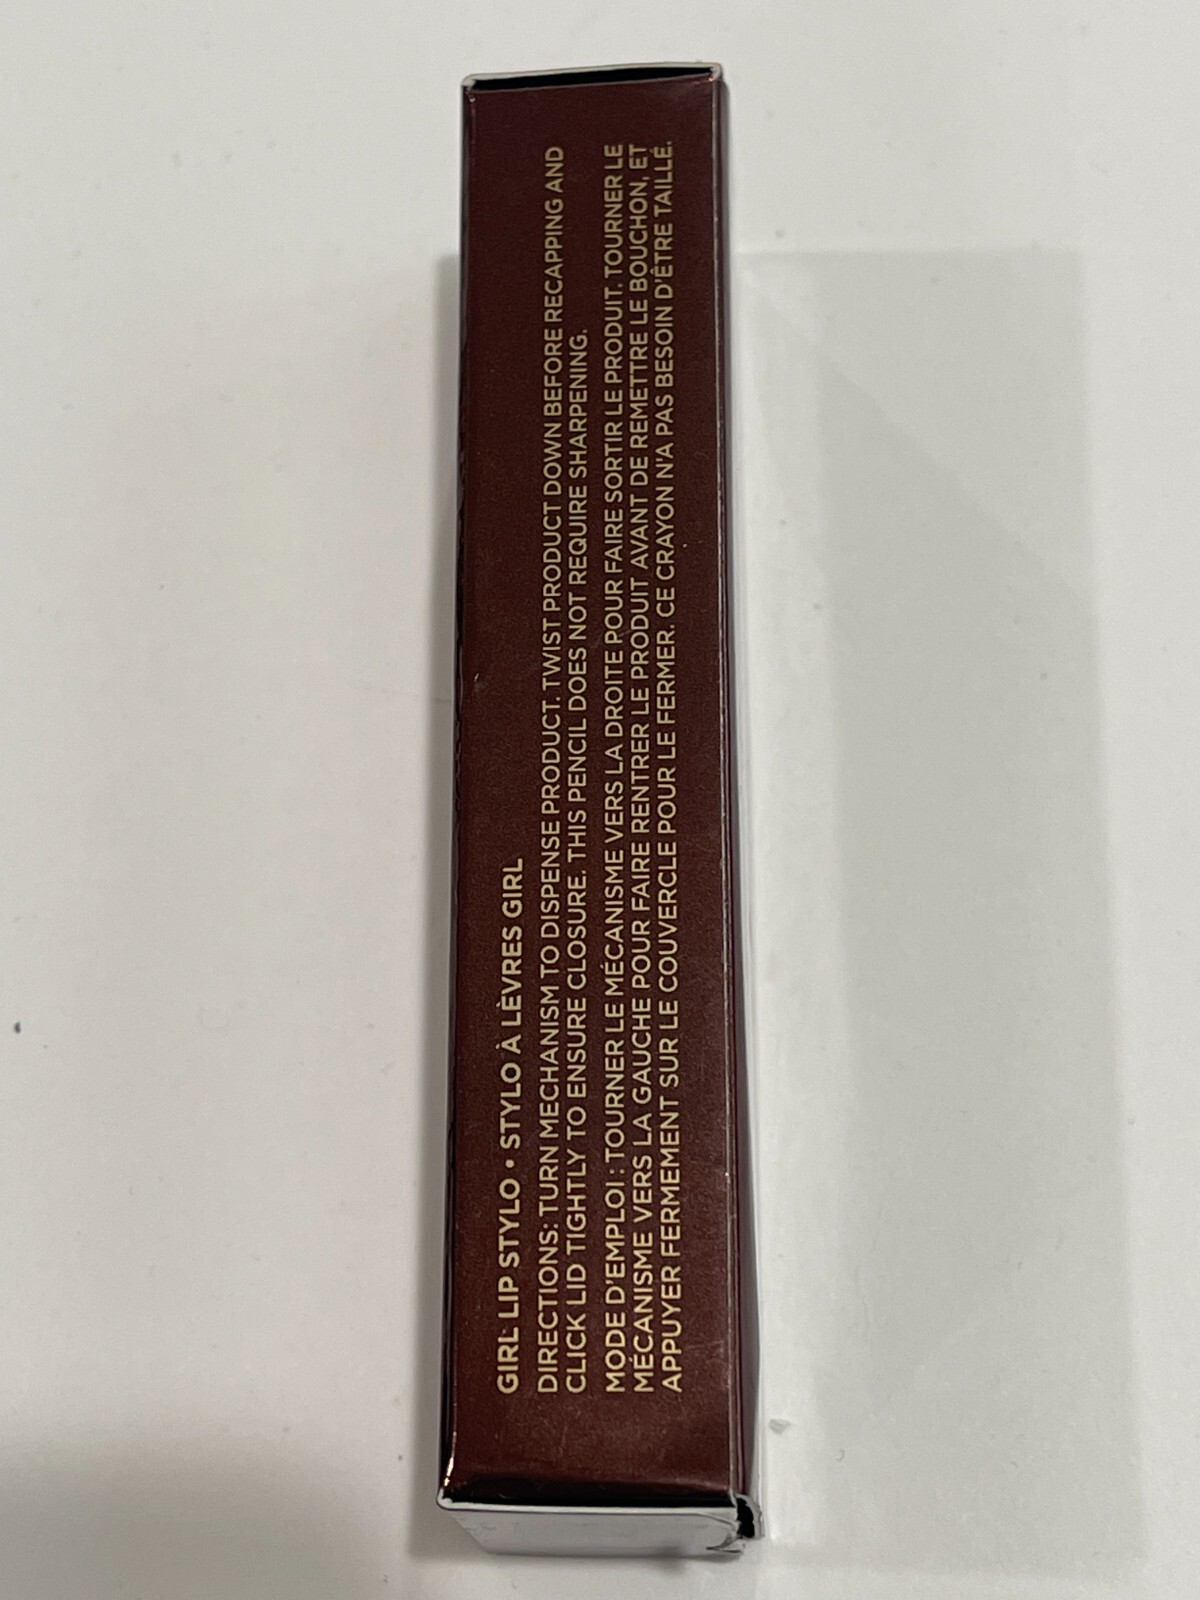 GIRL LIP STYLO • STYLO À LÈVRES GIRL
DIRECTIONS: TURN MECHANISM TO DISPENSE PRODUCT. TWIST PRODUCT DOWN BEFORE RECAPPING AND
CLICK LID TIGHTLY TO ENSURE CLOSURE. THIS PENCIL DOES NOT REQUIRE SHARPENING.
MODE D'EMPLOI : TOURNER LE MÉCANISME VERS LA DROITE POUR FAIRE SORTIR LE PRODUIT. TOURNER LE
MÉCANISME VERS LA GAUCHE POUR FAIRE RENTRER LE PRODUIT AVANT DE REMETTRE LE BOUCHON, ET
APPUYER FERMEMENT SUR LE COUVERCLE POUR LE FERMER. CE CRAYON N'A PAS BESOIN D'ÊTRE TAILLÉ.